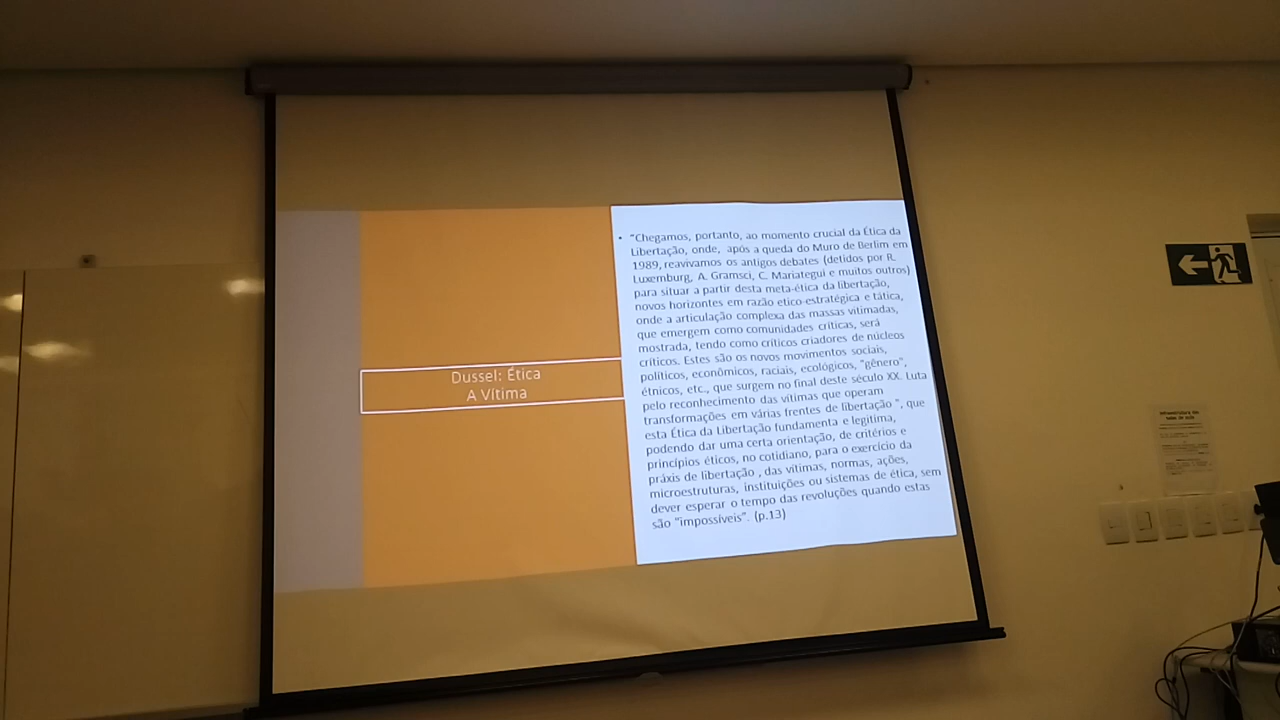 Dussel: Ética
A Vítima
• "Chegamos, portanto, ao momento crucial da Ética da
Libertação, onde, após a queda do Muro de Berlim em
1989, reavivamos os antigos debates (detidos por R.
Luxemburg, A. Gramsci, C. Mariategui e muitos outros)
para situar a partir desta meta-ética da libertação,
novos horizontes em razão etico-estratégica e tática,
onde a articulação complexa das massas vitimadas,
que emergem como comunidades críticas, será
mostrada, tendo como críticos criadores de núcleos
críticos. Estes são os novos movimentos sociais,
políticos, econômicos, raciais, ecológicos, "gênero",
étnicos, etc., que surgem no final deste século XX. Luta
pelo reconhecimento das vítimas que operam
transformações em várias frentes de libertação ", que
esta Ética da Libertação fundamenta e legitima,
podendo dar uma certa orientação, de critérios e
princípios éticos, no cotidiano, para o exercício da
práxis de libertação , das vítimas, normas, ações,
microestruturas, instituições ou sistemas de ética, sem
dever esperar o tempo das revoluções quando estas
são "impossíveis". (p.13)